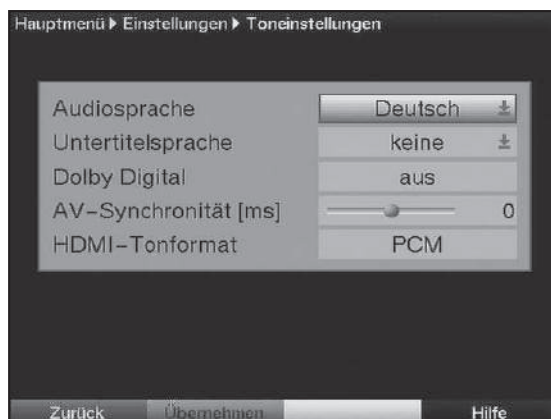 Hauptmenü ▶ Einstellungen ▶ Toneinstellungen
Audiosprache Deutsch
Untertitelsprache keine
Dolby Digital aus
AV-Synchronität [ms] 0
HDMI-Tonformat PCM
Zurück Übernehmen Hilfe